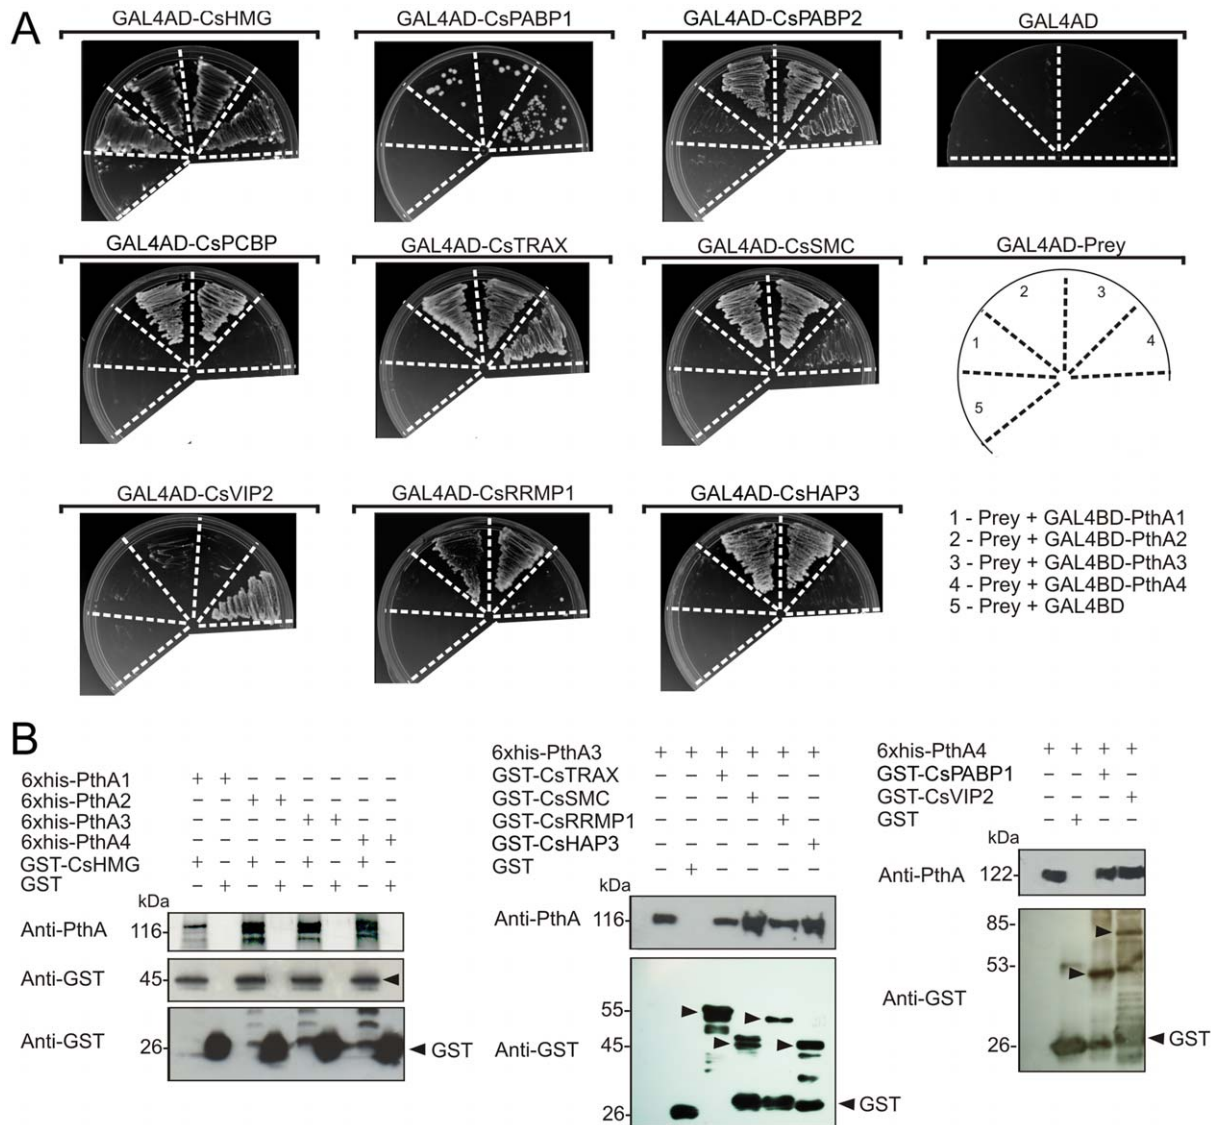 A
GAL4AD-CsHMG GAL4AD-CsPABP1 GAL4AD-CsPABP2 GAL4AD
GAL4AD-CsPCBP GAL4AD-CsTRAX GAL4AD-CsSMC GAL4AD-Prey
1 2 3 4 5
GAL4AD-CsVIP2 GAL4AD-CsRRMP1 GAL4AD-CsHAP3
1 - Prey + GAL4BD-PthA1
2 - Prey + GAL4BD-PthA2
3 - Prey + GAL4BD-PthA3
4 - Prey + GAL4BD-PthA4
5 - Prey + GAL4BD
B
6xhis-PthA1 + + – – – – – –
6xhis-PthA2 – – + + – – – –
6xhis-PthA3 – – – – + + – –
6xhis-PthA4 – – – – – – + +
GST-CsHMG + – + – + – + –
GST – + – + – + – +
kDa
Anti-PthA 116-
Anti-GST 45-
Anti-GST 26- GST
6xhis-PthA3 + + + + + +
GST-CsTRAX – – + – – –
GST-CsSMC – – – + – –
GST-CsRRMP1 – – – – + –
GST-CsHAP3 – – – – – +
GST – + – – – –
kDa
Anti-PthA 116-
55-
45-
Anti-GST
26- GST
6xhis-PthA4 + + + +
GST-CsPABP1 – – + –
GST-CsVIP2 – – – +
GST – + – –
kDa
Anti-PthA 122-
85-
53-
Anti-GST
26- GST